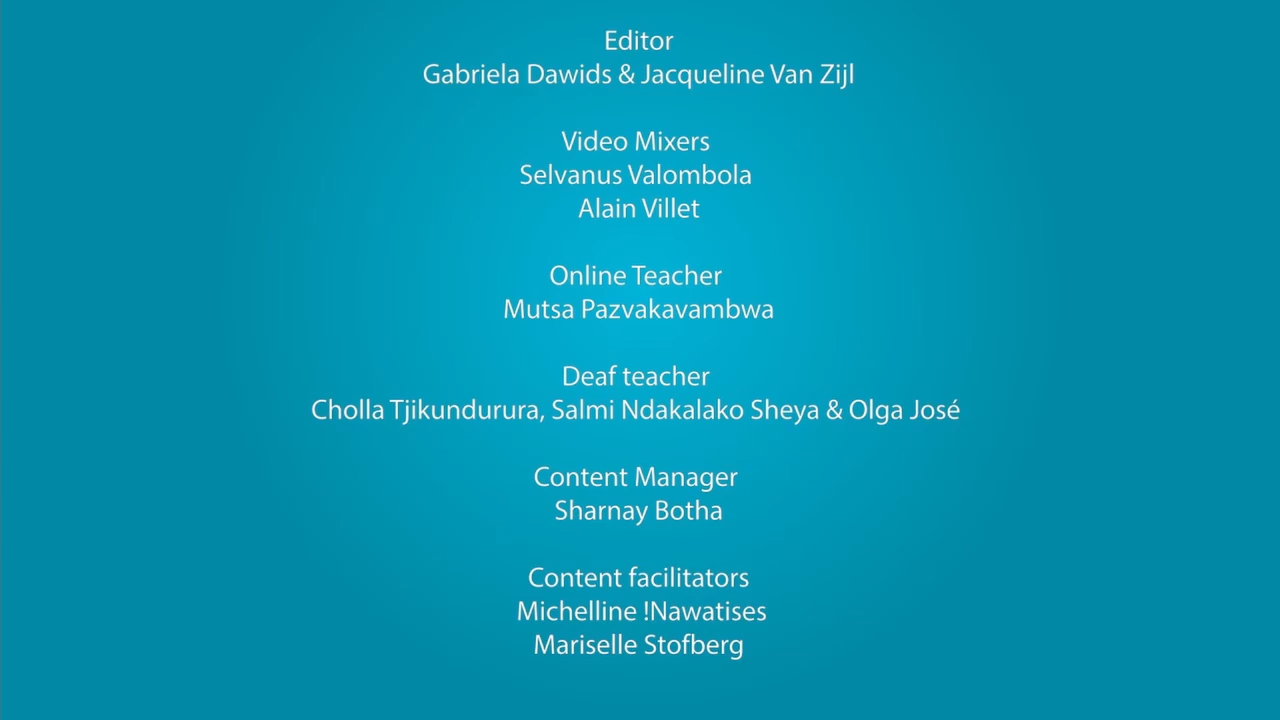 Editor
Gabriela Dawids & Jacqueline Van Zijl
Video Mixers
Selvanus Valombola
Alain Villet
Online Teacher
Mutsa Pazvakavambwa
Deaf teacher
Cholla Tjikundurura, Salmi Ndakalako Sheya & Olga José
Content Manager
Sharnay Botha
Content facilitators
Michelline !Nawatises
Mariselle Stofberg